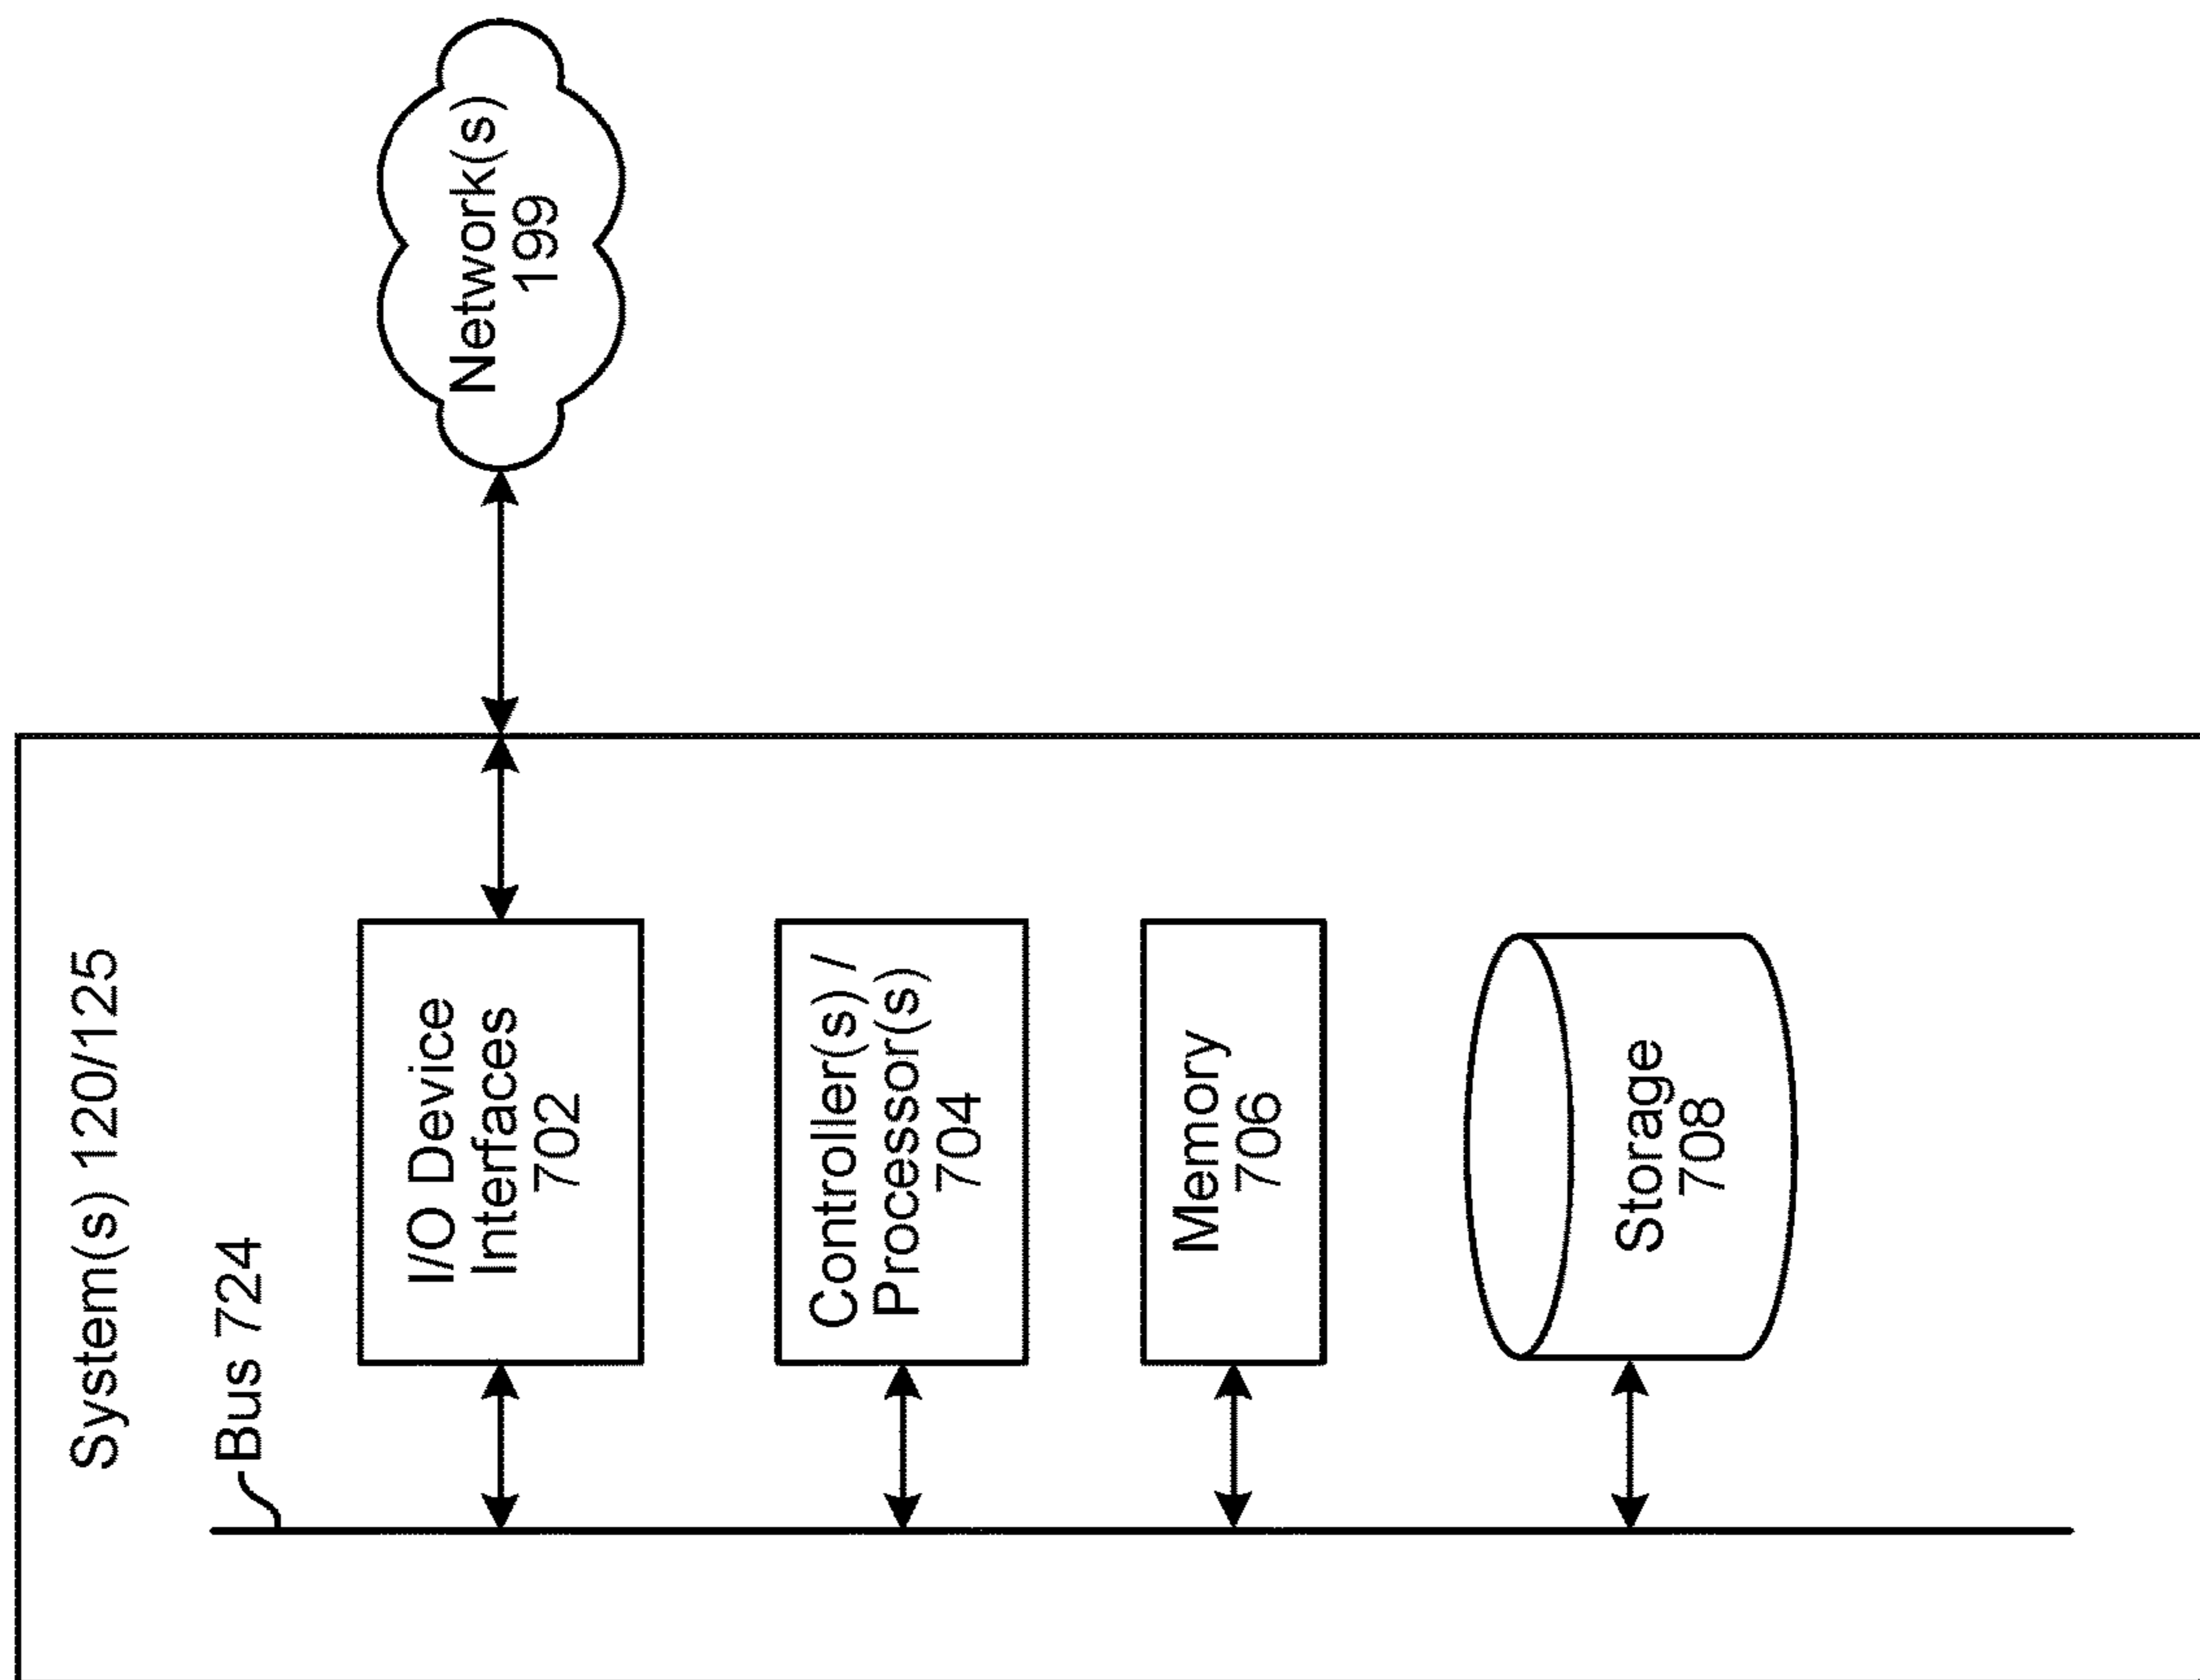 System(s) 120/125
Bus 724
I/O Device
Interfaces
702
Network(s)
199
Controller(s) /
Processor(s)
704
Memory
706
Storage
708